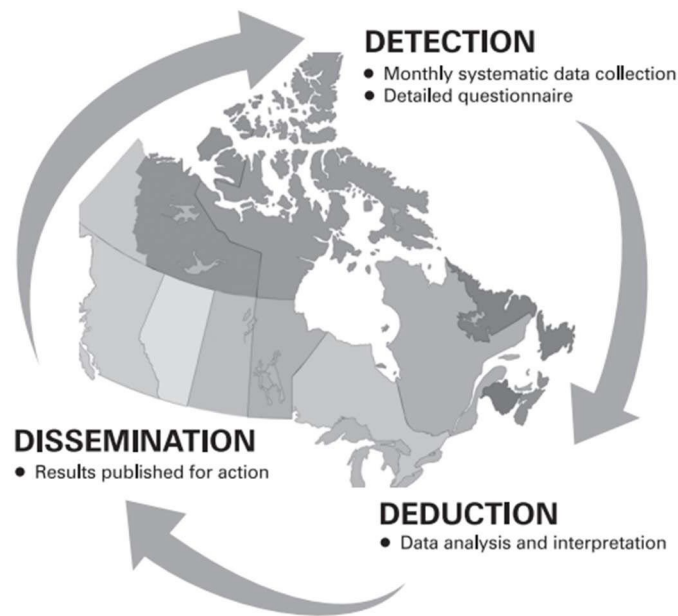 DETECTION
● Monthly systematic data collection
● Detailed questionnaire
DISSEMINATION
● Results published for action
DEDUCTION
● Data analysis and interpretation